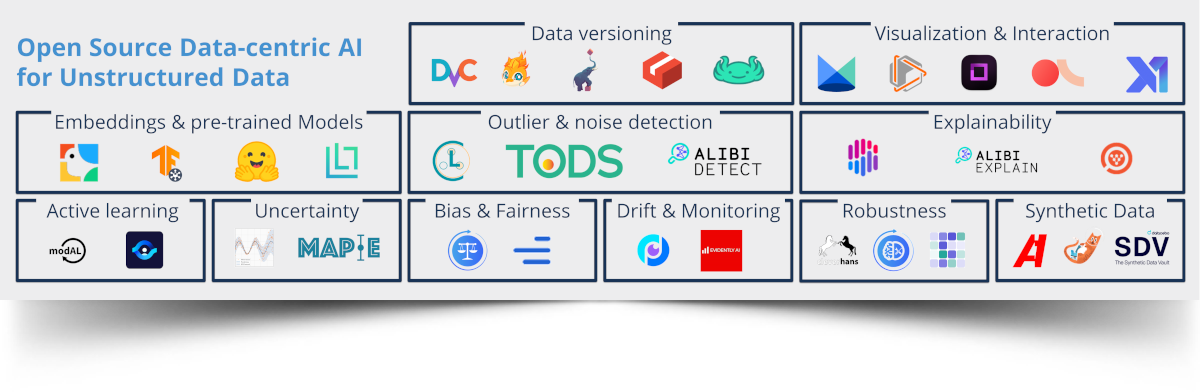 Open Source Data-centric AI
for Unstructured Data
Data versioning
DVC
Visualization & Interaction
Embeddings & pre-trained Models
Outlier & noise detection
TODS
ALIBI
DETECT
Explainability
ALIBI
EXPLAIN
Active learning
modAL
Uncertainty
MAPIE
Bias & Fairness
Drift & Monitoring
EVIDENTLY AI
Robustness
hans
Synthetic Data
SDV
The Synthetic Data Vault